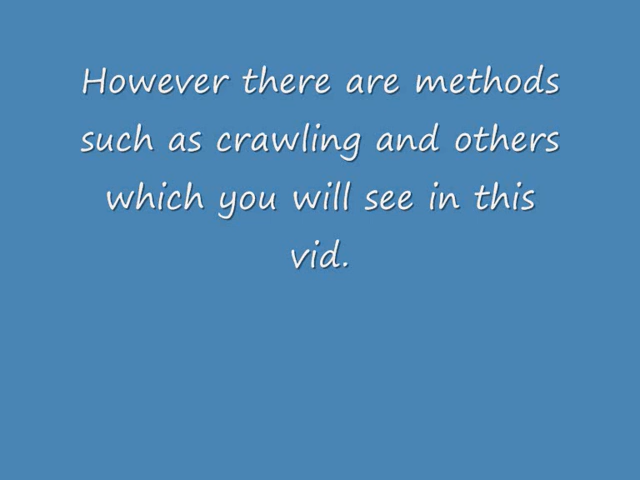 However there are methods
such as crawling and others
which you will see in this
vid.